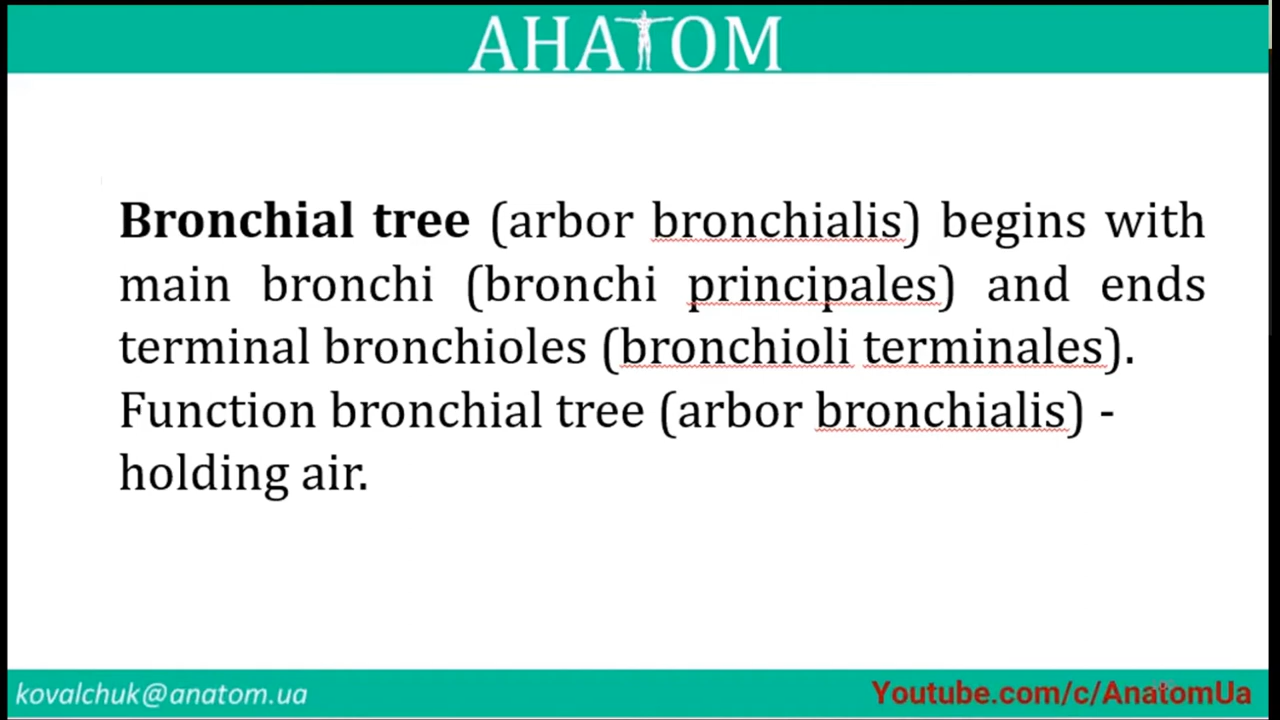 АНАТОМ
Bronchial tree (arbor bronchialis) begins with
main bronchi (bronchi principales) and ends
terminal bronchioles (bronchioli terminales).
Function bronchial tree (arbor bronchialis) -
holding air.
kovalchuk@anatom.ua
Youtube.com/c/AnatomUa